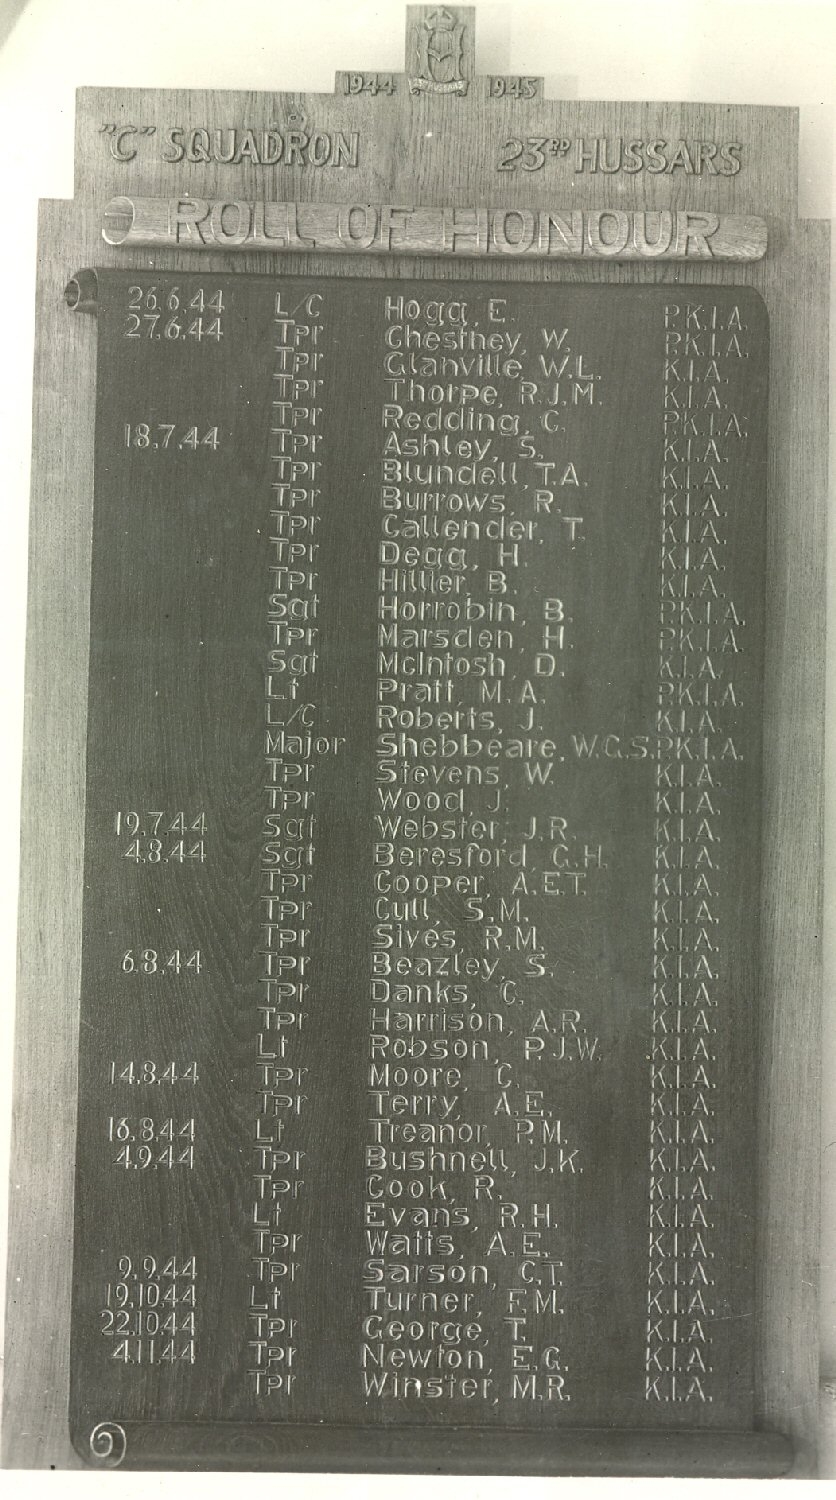 1944 1945
"C" SQUADRON 23RD HUSSARS
ROLL OF HONOUR
26.6.44 L/C Hogg, E. P.K.I.A.
27.6.44 Tpr Chestney, W. P.K.I.A.
Tpr Glanville, W.L. K.I.A.
Tpr Thorpe, R.J.M. K.I.A.
Tpr Redding, C. P.K.I.A.
18.7.44 Tpr Ashley, S. K.I.A.
Tpr Blundell, T.A. K.I.A.
Tpr Burrows, R. K.I.A.
Tpr Callender, T. K.I.A.
Tpr Degg, H. K.I.A.
Tpr Hillier, B. K.I.A.
Sgt Horrobin, B. P.K.I.A.
Tpr Marsden, H. P.K.I.A.
Sgt McIntosh, D. K.I.A.
Lt Pratt, M.A. P.K.I.A.
L/C Roberts, J. K.I.A.
Major Shebbeare, W.G.S. P.K.I.A.
Tpr Stevens, W. K.I.A.
Tpr Wood, J. K.I.A.
19.7.44 Sgt Webster, J.R. K.I.A.
4.8.44 Sgt Beresford, G.H. K.I.A.
Tpr Cooper, A.E.T. K.I.A.
Tpr Cull, S.M. K.I.A.
Tpr Sives, R.M. K.I.A.
6.8.44 Tpr Beazley, S. K.I.A.
Tpr Danks, C. K.I.A.
Tpr Harrison, A.R. K.I.A.
Lt Robson, P.J.W. K.I.A.
14.8.44 Tpr Moore, C. K.I.A.
Tpr Terry, A.E. K.I.A.
16.8.44 Lt Treanor, P.M. K.I.A.
4.9.44 Tpr Bushnell, J.K. K.I.A.
Tpr Cook, R. K.I.A.
Lt Evans, R.H. K.I.A.
Tpr Watts, A.E. K.I.A.
9.9.44 Tpr Sarson, C.T. K.I.A.
19.10.44 Lt Turner, F.M. K.I.A.
22.10.44 Tpr George, T. K.I.A.
4.11.44 Tpr Newton, E.G. K.I.A.
Tpr Winster, M.R. K.I.A.